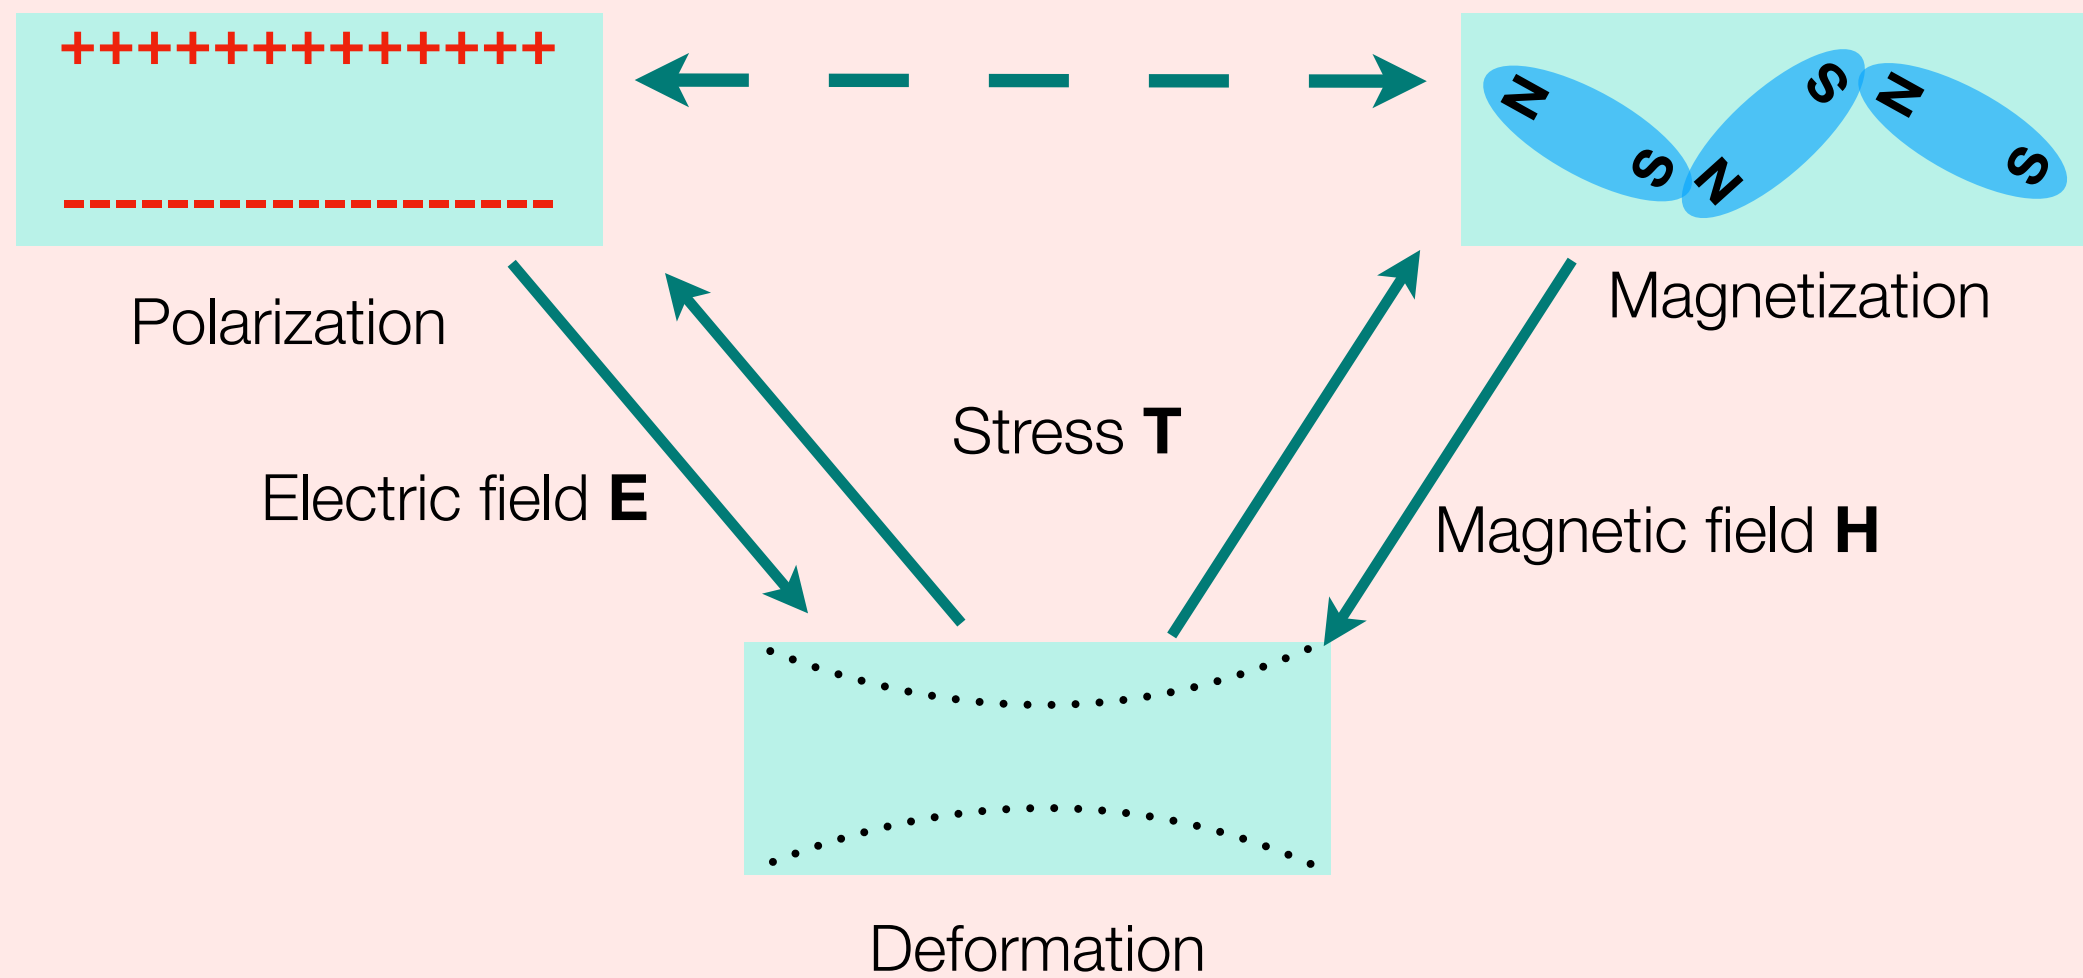 +++++++++++++
N S N S N S
-------------------
Polarization
Magnetization
Stress T
Electric field E
Magnetic field H
Deformation